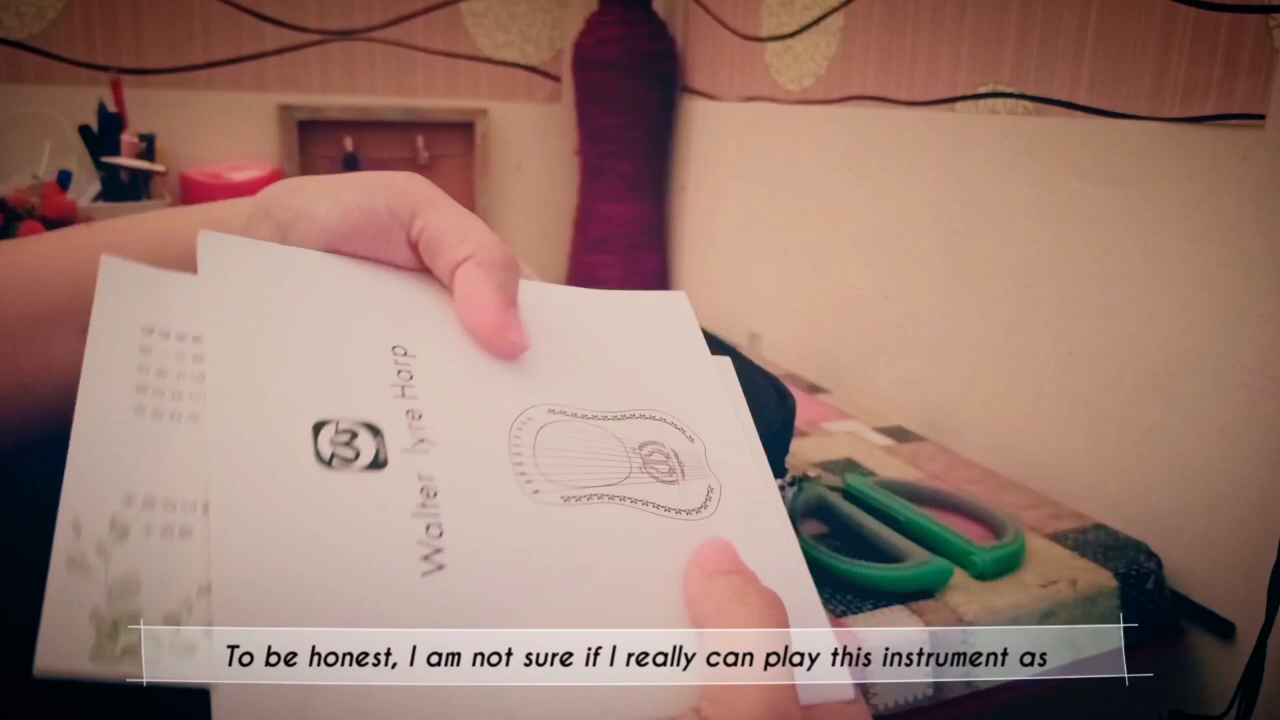 Walter lyre Harp
To be honest, I am not sure if I really can play this instrument as